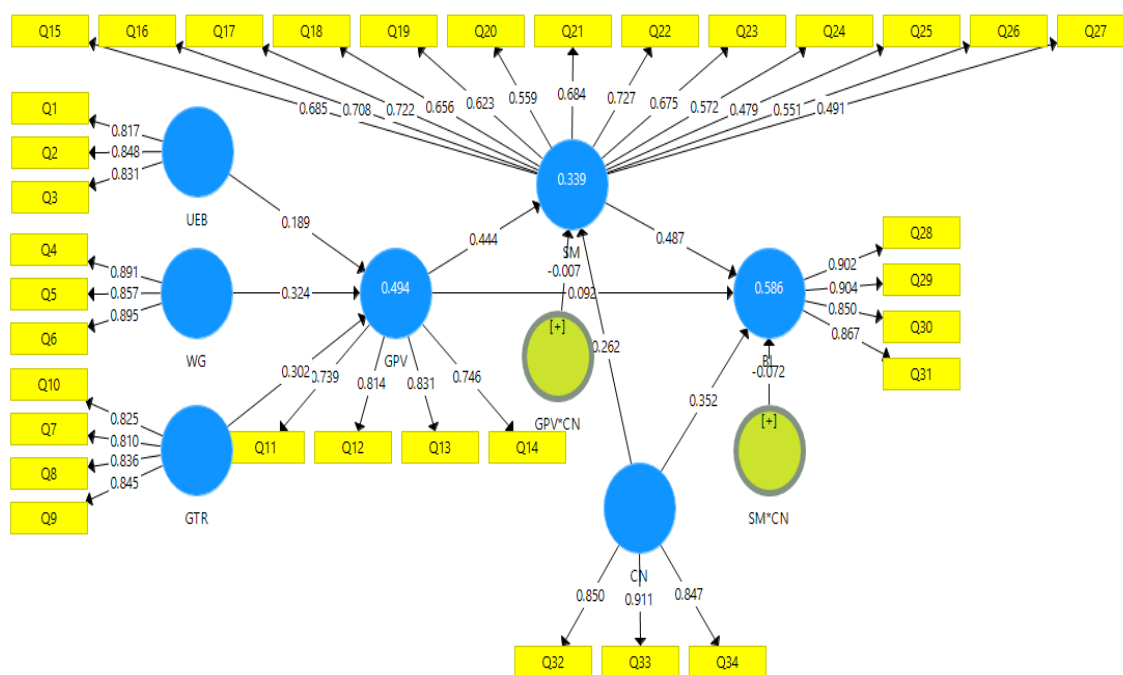 Q15 Q16 Q17 Q18 Q19 Q20 Q21 Q22 Q23 Q24 Q25 Q26 Q27
0.685 0.708 0.722 0.656 0.623 0.559 0.684 0.727 0.675 0.572 0.479 0.551 0.491
Q1
Q2
Q3
0.817
0.848
0.831
UEB
0.189
Q4
Q5
Q6
0.891
0.857
0.895
WG
0.324
Q10
Q7
Q8
Q9
0.825
0.810
0.836
0.845
GTR
0.302
0.494
GPV
0.739 0.814 0.831 0.746
Q11 Q12 Q13 Q14
0.444
0.092
0.339
SM
-0.007
[+]
GPV*CN
0.262
0.487
0.586
BI
-0.072
[+]
SM*CN
0.352
0.902
0.904
0.850
0.867
Q28
Q29
Q30
Q31
CN
0.850 0.911 0.847
Q32 Q33 Q34